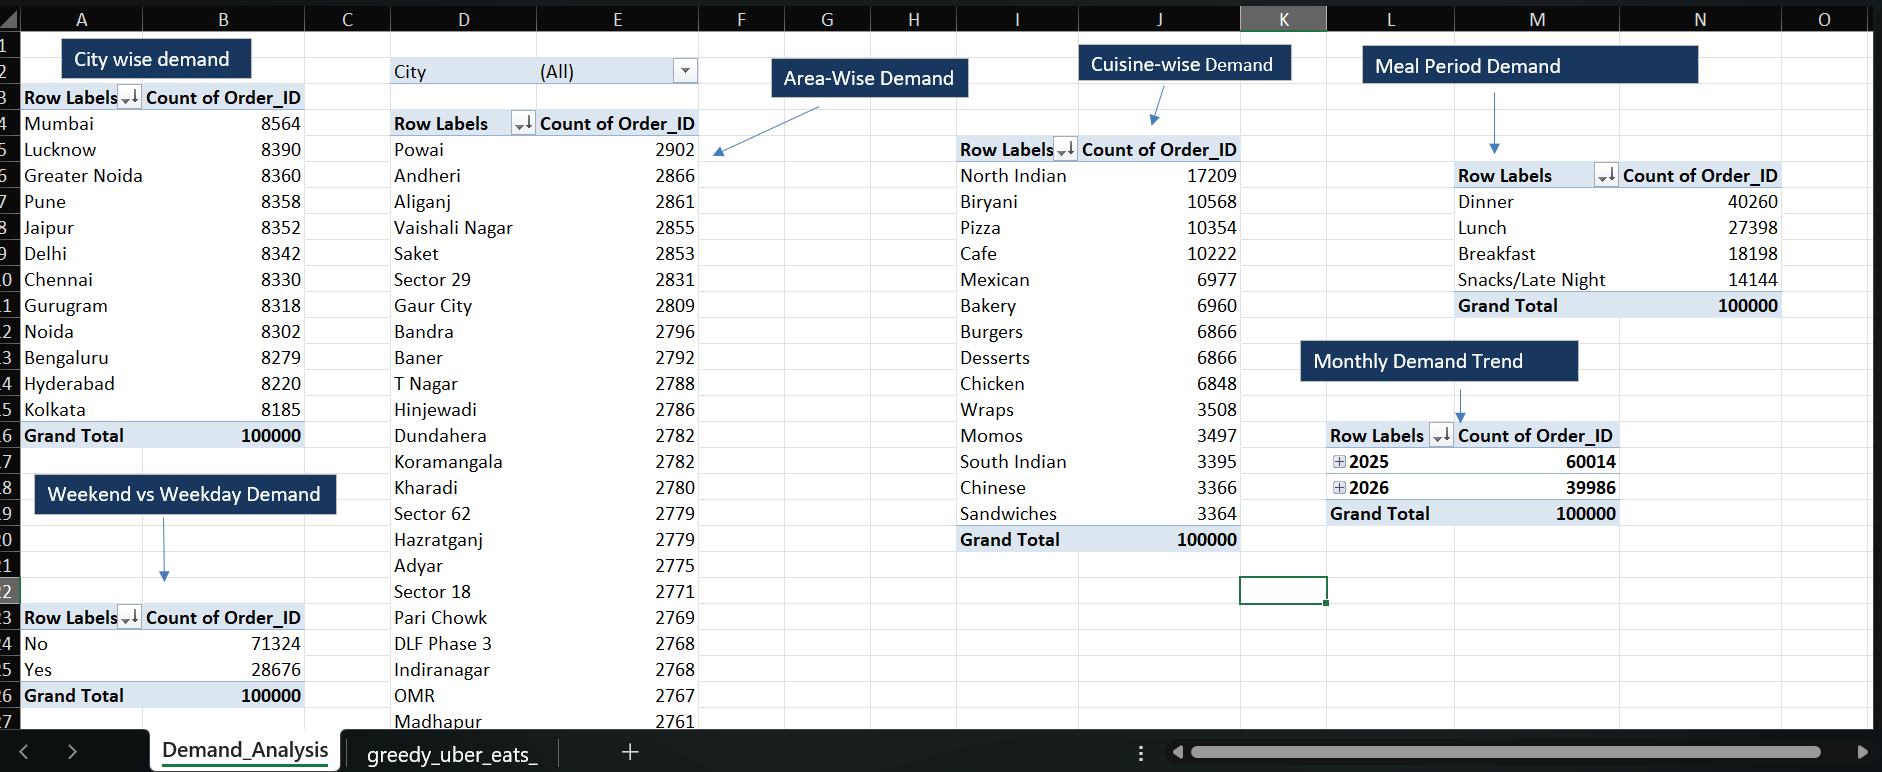 A B C D E F G H I J K L M N O
City wise demand
Row Labels Count of Order_ID
Mumbai 8564
Lucknow 8390
Greater Noida 8360
Pune 8358
Jaipur 8352
Delhi 8342
Chennai 8330
Gurugram 8318
Noida 8302
Bengaluru 8279
Hyderabad 8220
Kolkata 8185
Grand Total 100000
Weekend vs Weekday Demand
Row Labels Count of Order_ID
No 71324
Yes 28676
Grand Total 100000
City (All)
Area-Wise Demand
Row Labels Count of Order_ID
Powai 2902
Andheri 2866
Aliganj 2861
Vaishali Nagar 2855
Saket 2853
Sector 29 2831
Gaur City 2809
Bandra 2796
Baner 2792
T Nagar 2788
Hinjewadi 2786
Dundahera 2782
Koramangala 2782
Kharadi 2780
Sector 62 2779
Hazratganj 2779
Adyar 2775
Sector 18 2771
Pari Chowk 2769
DLF Phase 3 2768
Indiranagar 2768
OMR 2767
Madhapur 2761
Cuisine-wise Demand
Row Labels Count of Order_ID
North Indian 17209
Biryani 10568
Pizza 10354
Cafe 10222
Mexican 6977
Bakery 6960
Burgers 6866
Desserts 6866
Chicken 6848
Wraps 3508
Momos 3497
South Indian 3395
Chinese 3366
Sandwiches 3364
Grand Total 100000
Meal Period Demand
Row Labels Count of Order_ID
Dinner 40260
Lunch 27398
Breakfast 18198
Snacks/Late Night 14144
Grand Total 100000
Monthly Demand Trend
Row Labels Count of Order_ID
2025 60014
2026 39986
Grand Total 100000
Demand_Analysis greedy_uber_eats_